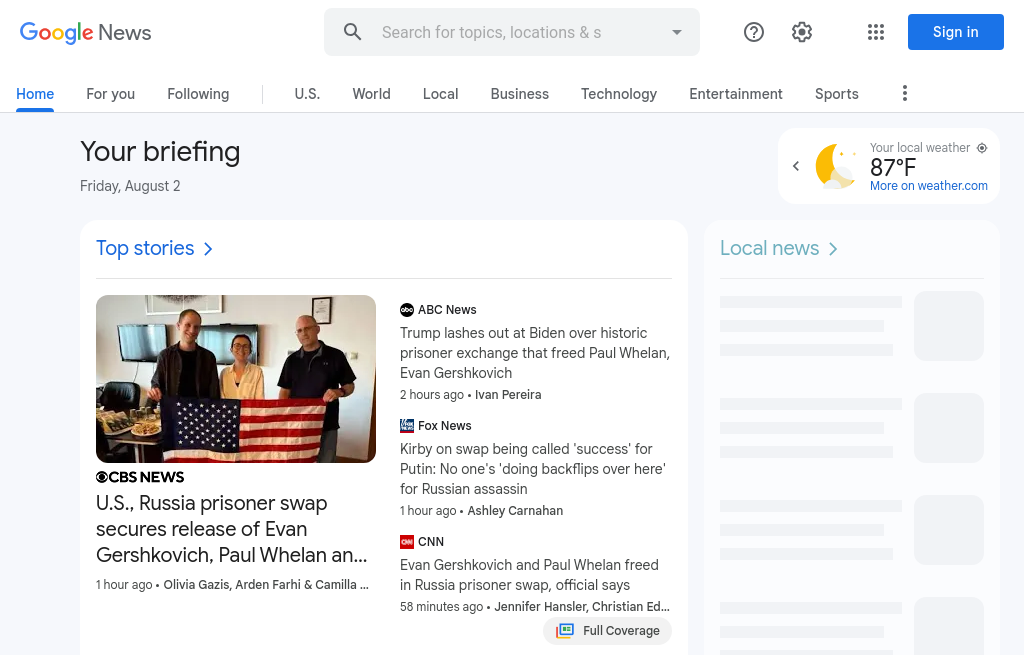 Google News
Search for topics, locations & s
Sign in
Home
For you
Following
U.S.
World
Local
Business
Technology
Entertainment
Sports
Your briefing
Friday, August 2
Your local weather
87°F
More on weather.com
Top stories
Local news
CBS NEWS
U.S., Russia prisoner swap
secures release of Evan
Gershkovich, Paul Whelan an...
1 hour ago • Olivia Gazis, Arden Farhi & Camilla ...
abc ABC News
Trump lashes out at Biden over historic
prisoner exchange that freed Paul Whelan,
Evan Gershkovich
2 hours ago • Ivan Pereira
Fox News
Kirby on swap being called 'success' for
Putin: No one's 'doing backflips over here'
for Russian assassin
1 hour ago • Ashley Carnahan
CNN CNN
Evan Gershkovich and Paul Whelan freed
in Russia prisoner swap, official says
58 minutes ago • Jennifer Hansler, Christian Ed...
Full Coverage